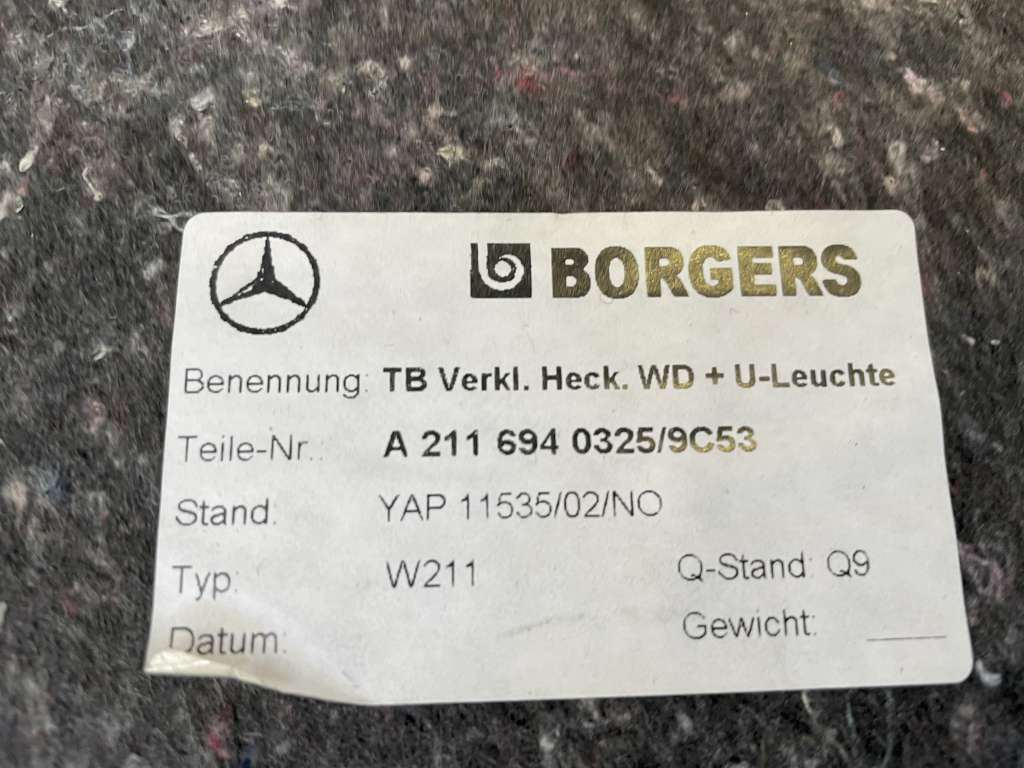 BORGERS
Benennung: TB Verkl. Heck. WD + U-Leuchte
Teile-Nr.: A 211 694 0325/9C53
Stand: YAP 11535/02/NO
Typ: W211 Q-Stand: Q9
Datum: Gewicht: ____